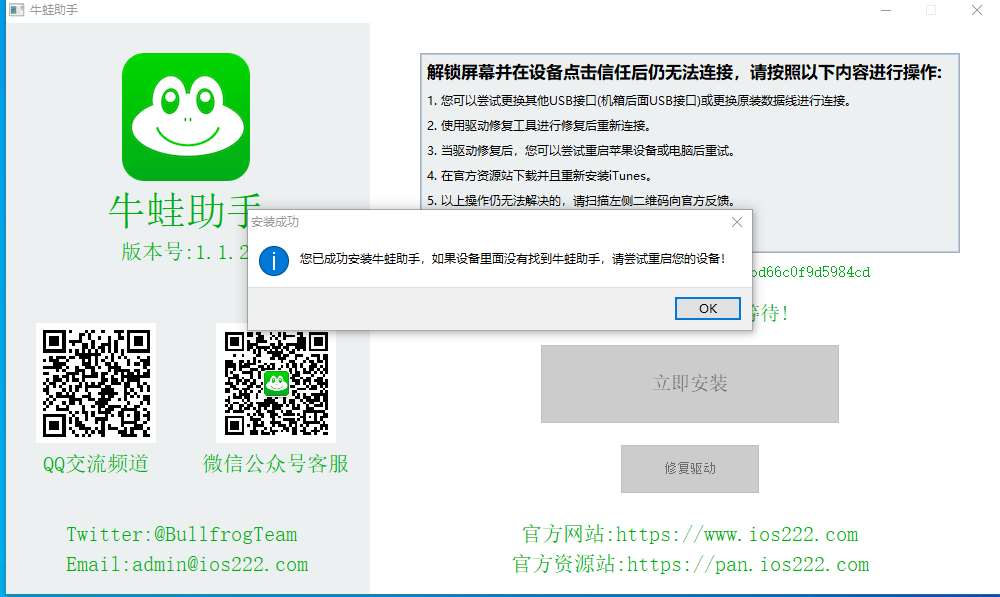 牛蛙助手
解锁屏幕并在设备点击信任后仍无法连接，请按照以下内容进行操作:
1. 您可以尝试更换其他USB接口(机箱后面USB接口)或更换原装数据线进行连接。
2. 使用驱动修复工具进行修复后重新连接。
3. 当驱动修复后，您可以尝试重启苹果设备或电脑后重试。
4. 在官方资源站下载并且重新安装iTunes。
5. 以上操作仍无法解决的，请扫描左侧二维码向官方反馈。
牛蛙助手
版本号:1.1.2
安装成功
您已成功安装牛蛙助手，如果设备里面没有找到牛蛙助手，请尝试重启您的设备！
OK
d66c0f9d5984cd
等待!
立即安装
修复驱动
QQ交流频道
微信公众号客服
Twitter:@BullfrogTeam
Email:admin@ios222.com
官方网站:https://www.ios222.com
官方资源站:https://pan.ios222.com